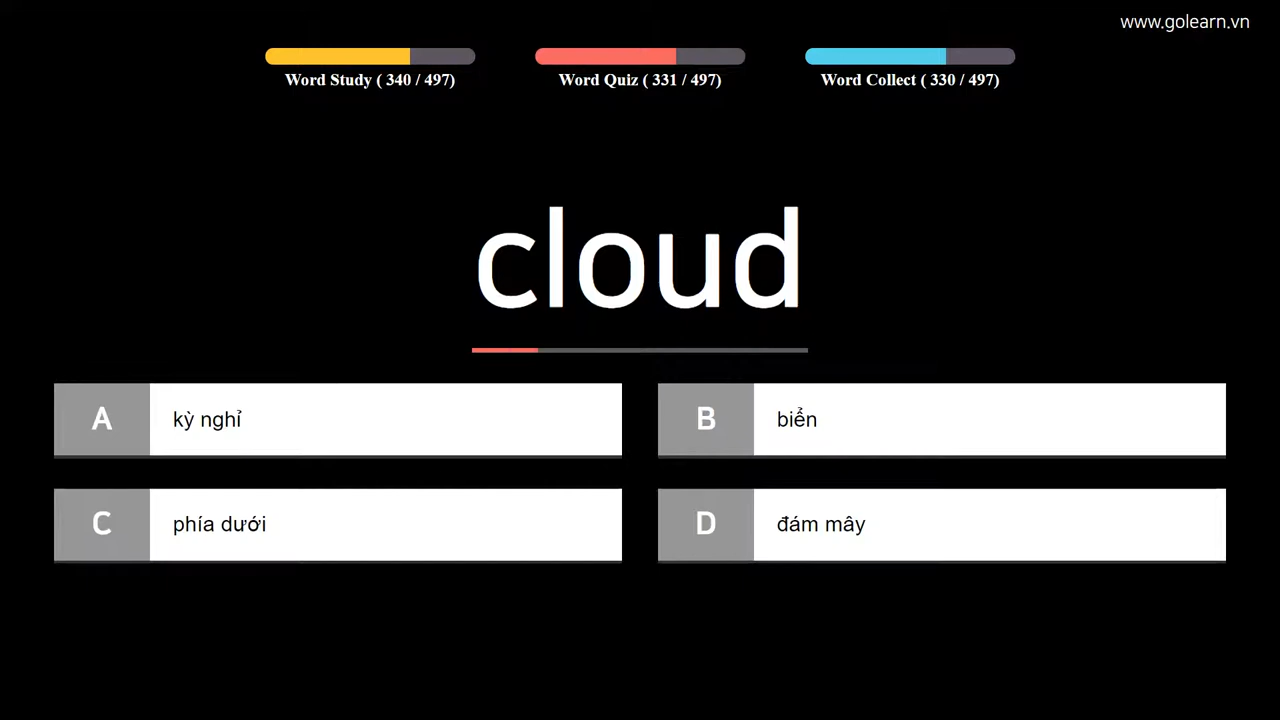 www.golearn.vn
Word Study ( 340 / 497)
Word Quiz ( 331 / 497)
Word Collect ( 330 / 497)
cloud
A kỳ nghỉ
B biển
C phía dưới
D đám mây